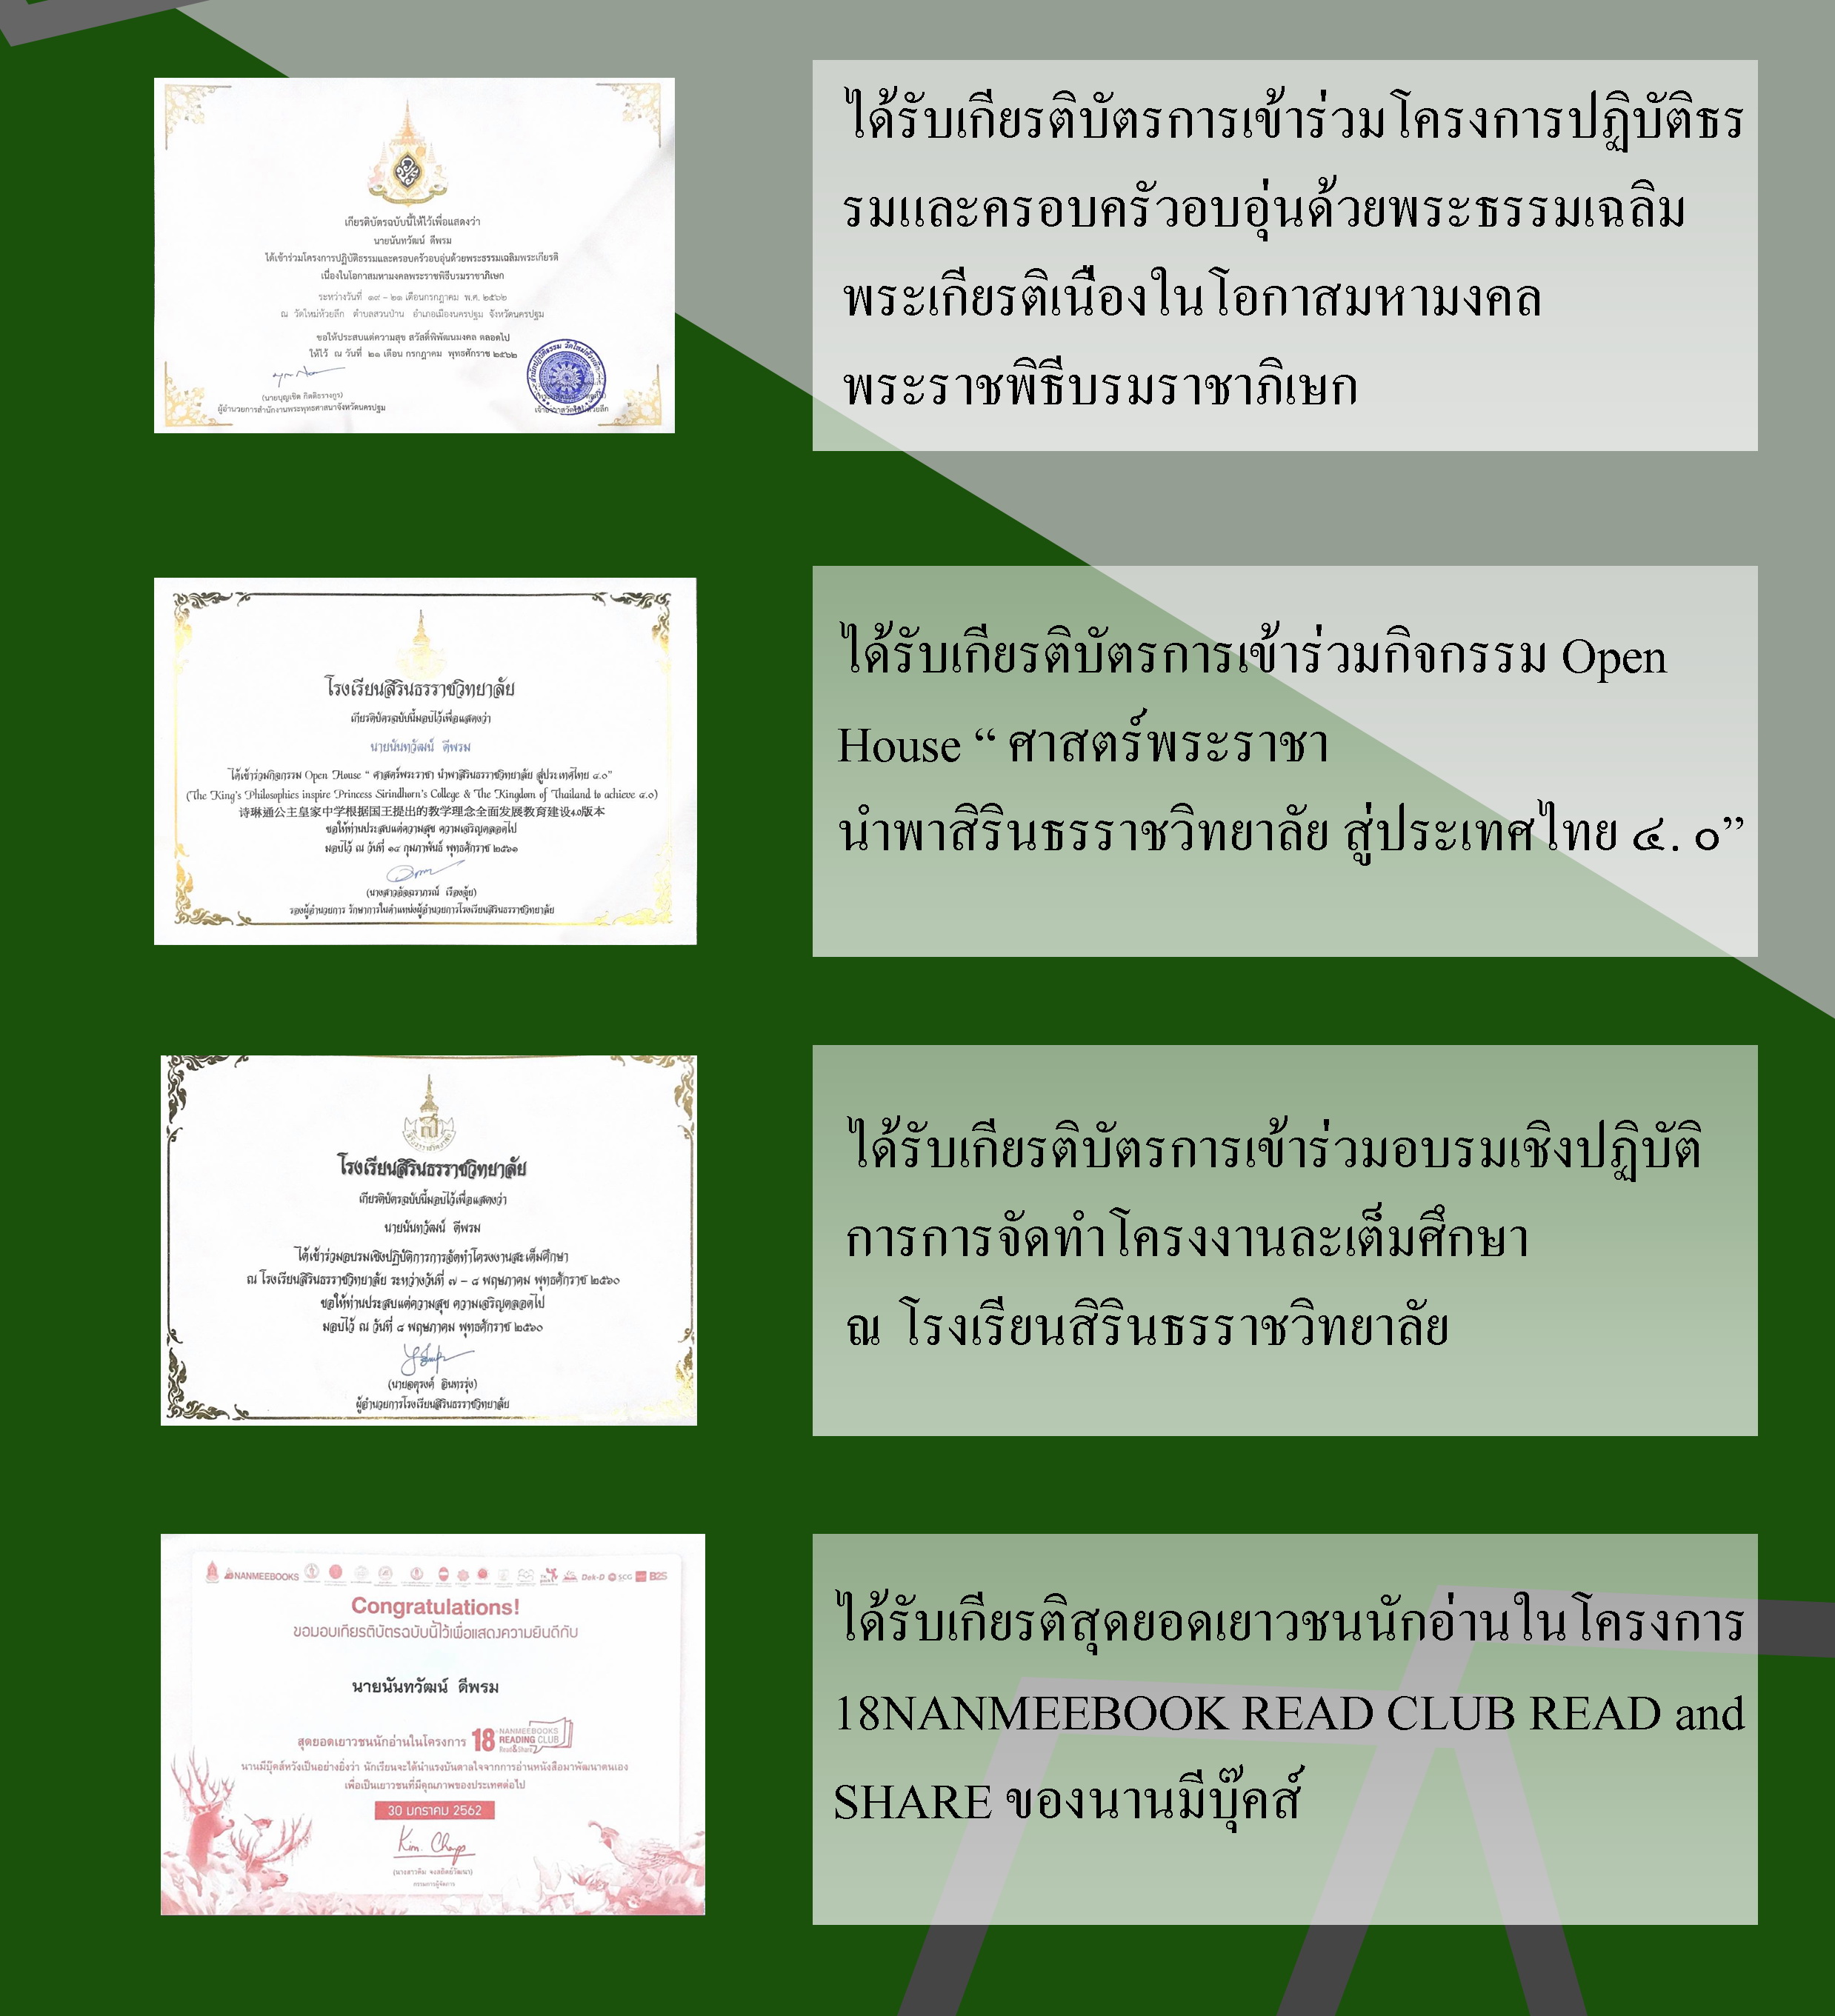 เกียรติบัตรฉบับนี้ให้ไว้เพื่อแสดงว่า
นายนันทวัฒน์ ดีพรม
ได้เข้าร่วมโครงการปฏิบัติธรรมและครอบครัวอบอุ่นด้วยพระธรรมเฉลิมพระเกียรติ
เนื่องในโอกาสมหามงคลพระราชพิธีบรมราชาภิเษก
ระหว่างวันที่ ๑๙ – ๒๑ เดือนกรกฎาคม พ.ศ. ๒๕๖๒
ณ วัดใหม่ห้วยลึก ตำบลสวนป่าน อำเภอเมืองนครปฐม จังหวัดนครปฐม
ขอให้ประสบแต่ความสุข สวัสดิ์พิพัฒนมงคล ตลอดไป
ให้ไว้ ณ วันที่ ๒๑ เดือน กรกฎาคม พุทธศักราช ๒๕๖๒
(นายบุญเชิด กิตติธรางกูร)
ผู้อำนวยการสำนักงานพระพุทธศาสนาจังหวัดนครปฐม
ได้รับเกียรติบัตรการเข้าร่วมโครงการปฏิบัติธร
รมและครอบครัวอบอุ่นด้วยพระธรรมเฉลิม
พระเกียรติเนื่องในโอกาสมหามงคล
พระราชพิธีบรมราชาภิเษก
โรงเรียนสิรินธรราชวิทยาลัย
เกียรติบัตรฉบับนี้มอบไว้เพื่อแสดงว่า
นายนันทวัฒน์ ดีพรม
ได้เข้าร่วมกิจกรรม Open House “ ศาสตร์พระราชา นำพาสิรินธรราชวิทยาลัย สู่ประเทศไทย ๔.๐”
(The King's Philosophies inspire Princess Sirindhorn's College & The Kingdom of Thailand to achieve ๔.๐)
诗琳通公主皇家中学根据国王提出的教学理念全面发展教育建设4.0版本
ขอให้ท่านประสบแต่ความสุข ความเจริญตลอดไป
มอบไว้ ณ วันที่ ๑๔ กุมภาพันธ์ พุทธศักราช ๒๕๖๑
(นางสาวอัจฉราภรณ์ เรืองจุ้ย)
รองผู้อำนวยการ รักษาการในตำแหน่งผู้อำนวยการโรงเรียนสิรินธรราชวิทยาลัย
ได้รับเกียรติบัตรการเข้าร่วมกิจกรรม Open
House “ ศาสตร์พระราชา
นำพาสิรินธรราชวิทยาลัย สู่ประเทศไทย ๔. ๐”
โรงเรียนสิรินธรราชวิทยาลัย
เกียรติบัตรฉบับนี้มอบไว้เพื่อแสดงว่า
นายนันทวัฒน์ ดีพรม
ได้เข้าร่วมอบรมเชิงปฏิบัติการการจัดทำโครงงานสะเต็มศึกษา
ณ โรงเรียนสิรินธรราชวิทยาลัย ระหว่างวันที่ ๗ – ๘ พฤษภาคม พุทธศักราช ๒๕๖๐
ขอให้ท่านประสบแต่ความสุข ความเจริญตลอดไป
มอบไว้ ณ วันที่ ๘ พฤษภาคม พุทธศักราช ๒๕๖๐
(นายจตุรงค์ อินทรรุ่ง)
ผู้อำนวยการโรงเรียนสิรินธรราชวิทยาลัย
ได้รับเกียรติบัตรการเข้าร่วมอบรมเชิงปฏิบัติ
การการจัดทำโครงงานละเต็มศึกษา
ณ โรงเรียนสิรินธรราชวิทยาลัย
NANMEEBOOKS Dek-D SCG B2S
Congratulations!
ขอมอบเกียรติบัตรฉบับนี้ไว้เพื่อแสดงความยินดีกับ
นายนันทวัฒน์ ดีพรม
สุดยอดเยาวชนนักอ่านในโครงการ 18 NANMEEBOOKS READING CLUB Read&Share
นานมีบุ๊คส์หวังเป็นอย่างยิ่งว่า นักเรียนจะได้นำแรงบันดาลใจจากการอ่านหนังสือมาพัฒนาตนเอง
เพื่อเป็นเยาวชนที่มีคุณภาพของประเทศต่อไป
30 มกราคม 2562
Kim Chap
(นางสาวคิม จงสถิตย์วัฒนา)
กรรมการผู้จัดการ
ได้รับเกียรติสุดยอดเยาวชนนักอ่านในโครงการ
18NANMEEBOOK READ CLUB READ and
SHARE ของนานมีบุ๊คส์